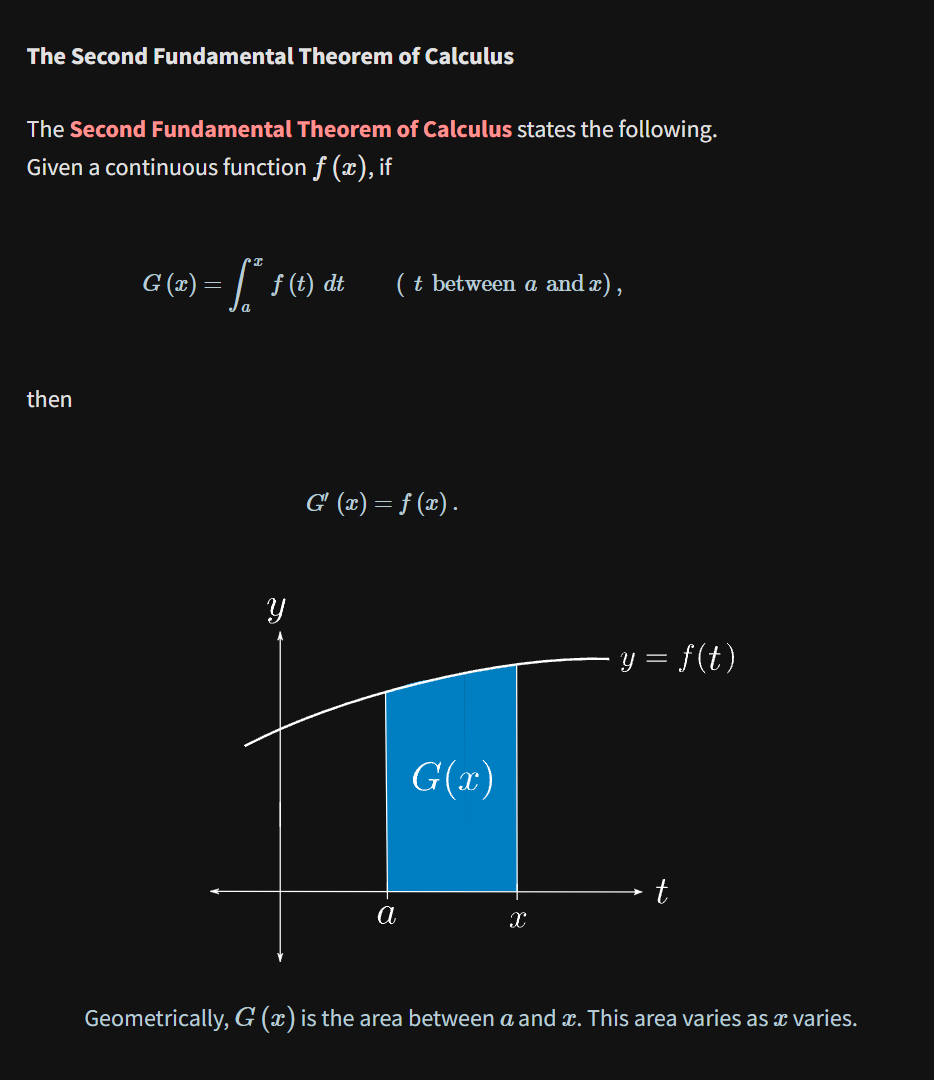 The Second Fundamental Theorem of Calculus
The Second Fundamental Theorem of Calculus states the following.
Given a continuous function f (x), if
G (x) = ∫_a^x f (t) dt ( t between a and x) ,
then
G′ (x) = f (x) .
y
y = f(t)
G(x)
t
a
x
Geometrically, G (x) is the area between a and x. This area varies as x varies.